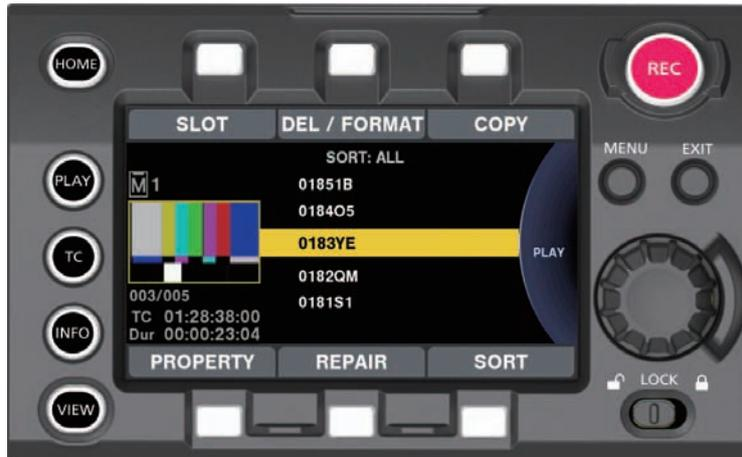 HOME
REC
SLOT
DEL / FORMAT
COPY
MENU
EXIT
SORT: ALL
PLAY
M 1
01851B
0184O5
TC
0183YE
PLAY
003/005
0182QM
0181S1
TC 01:28:38:00
Dur 00:00:23:04
INFO
PROPERTY
REPAIR
SORT
LOCK
VIEW